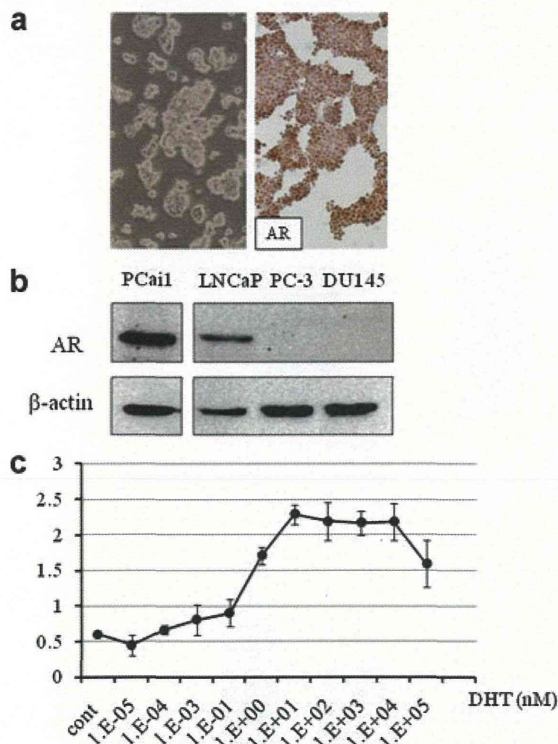 a
AR
b
PCai1 LNCaP PC-3 DU145
AR
β-actin
c
3
2.5
2
1.5
1
0.5
0
cont
1.E-05
1.E-04
1.E-03
1.E-01
1.E+00
1.E+01
1.E+02
1.E+03
1.E+04
1.E+05
DHT (nM)